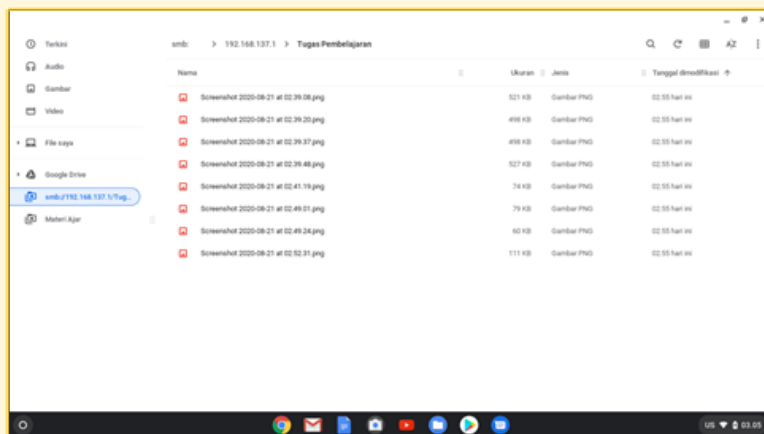 smb: > 192.168.137.1 > Tugas Pembelajaran
Terkini
Audio
Gambar
Video
File saya
Google Drive
smb://192.168.137.1/Tug...
Materi Ajar
Nama Ukuran Jenis Tanggal dimodifikasi
Screenshot 2020-08-21 at 02.39.08.png 521 KB Gambar PNG 02.55 hari ini
Screenshot 2020-08-21 at 02.39.20.png 498 KB Gambar PNG 02.55 hari ini
Screenshot 2020-08-21 at 02.39.37.png 498 KB Gambar PNG 02.55 hari ini
Screenshot 2020-08-21 at 02.39.48.png 527 KB Gambar PNG 02.55 hari ini
Screenshot 2020-08-21 at 02.41.19.png 74 KB Gambar PNG 02.55 hari ini
Screenshot 2020-08-21 at 02.49.01.png 79 KB Gambar PNG 02.55 hari ini
Screenshot 2020-08-21 at 02.49.24.png 60 KB Gambar PNG 02.55 hari ini
Screenshot 2020-08-21 at 02.52.31.png 111 KB Gambar PNG 02.55 hari ini
US 03.05